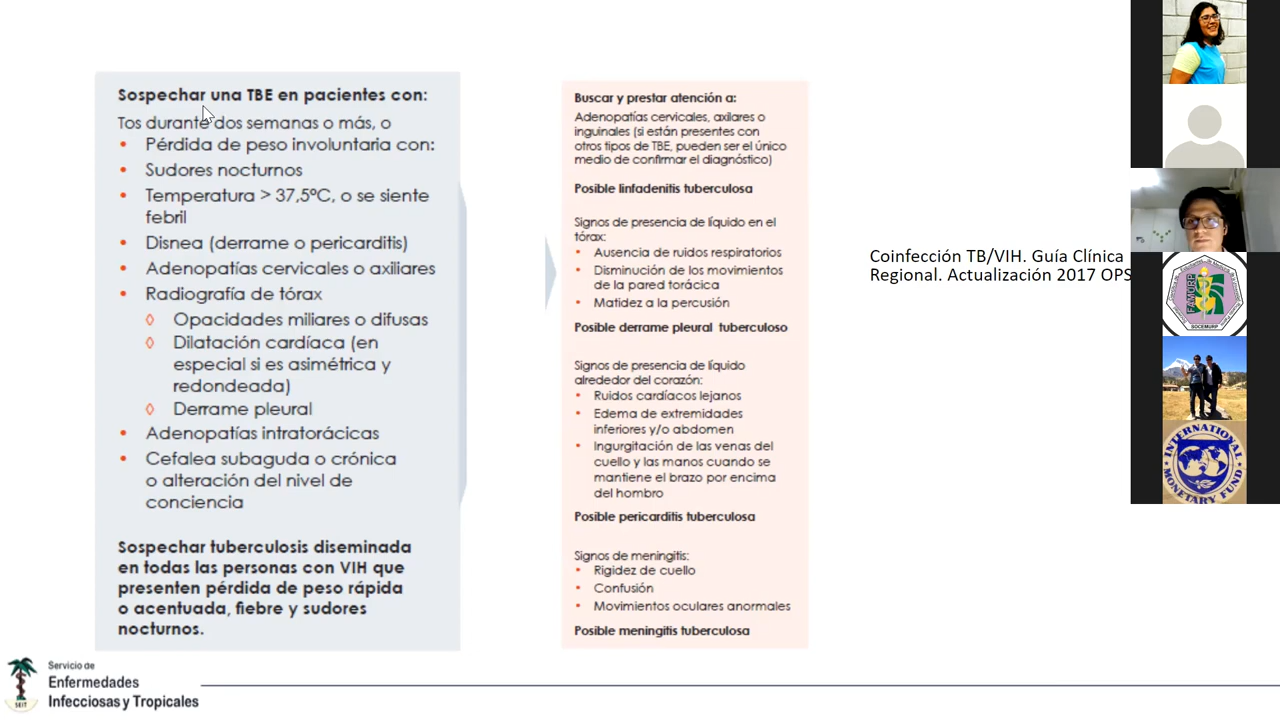 Sospechar una TBE en pacientes con:
Tos durante dos semanas o más, o
• Pérdida de peso involuntaria con:
• Sudores nocturnos
• Temperatura > 37,5°C, o se siente
febril
• Disnea (derrame o pericarditis)
• Adenopatías cervicales o axiliares
• Radiografía de tórax
◊ Opacidades miliares o difusas
◊ Dilatación cardíaca (en
especial si es asimétrica y
redondeada)
◊ Derrame pleural
• Adenopatías intratorácicas
• Cefalea subaguda o crónica
o alteración del nivel de
conciencia
Sospechar tuberculosis diseminada
en todas las personas con VIH que
presenten pérdida de peso rápida
o acentuada, fiebre y sudores
nocturnos.
Buscar y prestar atención a:
Adenopatías cervicales, axilares o
inguinales (si están presentes con
otros tipos de TBE, pueden ser el único
medio de confirmar el diagnóstico)
Posible linfadenitis tuberculosa
Signos de presencia de líquido en el
tórax:
• Ausencia de ruidos respiratorios
• Disminución de los movimientos
de la pared torácica
• Matidez a la percusión
Posible derrame pleural tuberculoso
Signos de presencia de líquido
alrededor del corazón:
• Ruidos cardíacos lejanos
• Edema de extremidades
inferiores y/o abdomen
• Ingurgitación de las venas del
cuello y las manos cuando se
mantiene el brazo por encima
del hombro
Posible pericarditis tuberculosa
Signos de meningitis:
• Rigidez de cuello
• Confusión
• Movimientos oculares anormales
Posible meningitis tuberculosa
Coinfección TB/VIH. Guía Clínica
Regional. Actualización 2017 OPS
FAMURP
SOCEMURP
INTERNATIONAL
MONETARY FUND
SEIT
Servicio de
Enfermedades
Infecciosas y Tropicales